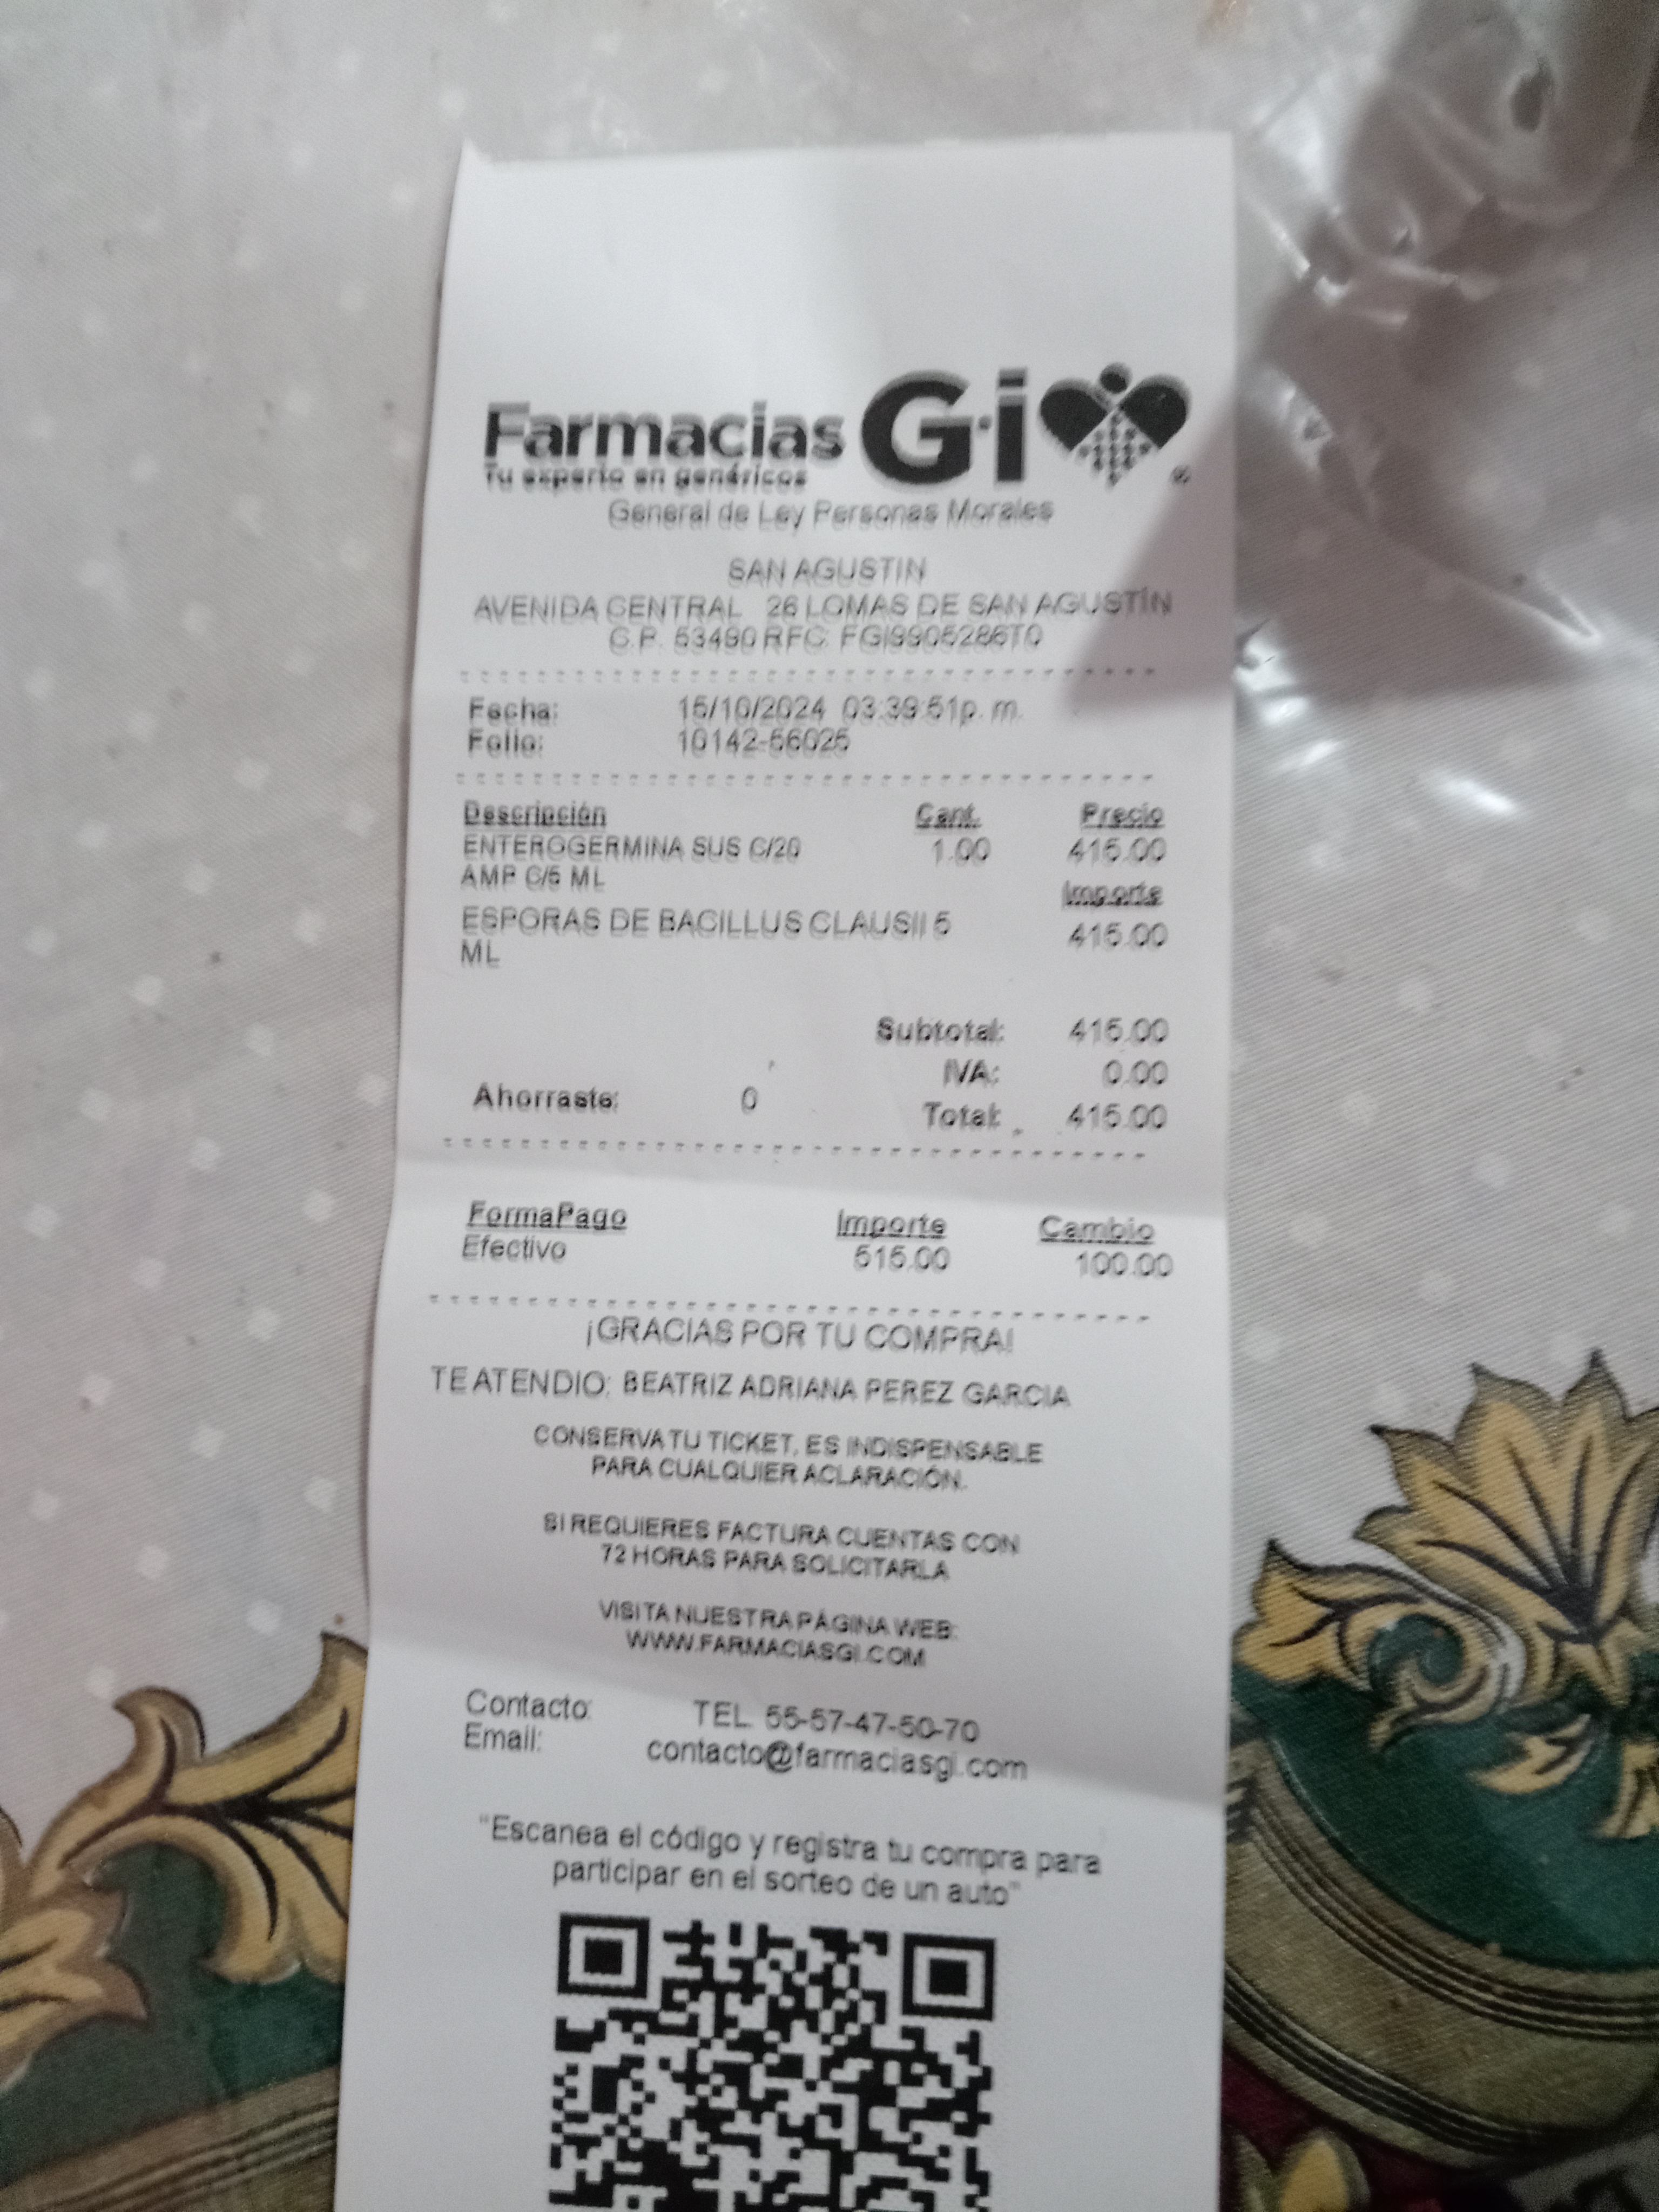 Farmacias G·i
Tu experto en genéricos
General de Ley Personas Morales
SAN AGUSTIN
AVENIDA CENTRAL 26 LOMAS DE SAN AGUSTÍN
C.P. 53490 RFC: FGI9905286T0
Fecha: 15/10/2024 03:39:51p. m.
Folio: 10142-56025
Descripción Cant. Precio
ENTEROGERMINA SUS C/20 1.00 415.00
AMP C/5 ML Importe
ESPORAS DE BACILLUS CLAUSII 5 415.00
ML
Subtotal: 415.00
IVA: 0.00
Ahorraste: 0 Total: 415.00
FormaPago Importe Cambio
Efectivo 515.00 100.00
¡GRACIAS POR TU COMPRA!
TE ATENDIO: BEATRIZ ADRIANA PEREZ GARCIA
CONSERVA TU TICKET, ES INDISPENSABLE
PARA CUALQUIER ACLARACIÓN.
SI REQUIERES FACTURA CUENTAS CON
72 HORAS PARA SOLICITARLA
VISITA NUESTRA PÁGINA WEB:
WWW.FARMACIASGI.COM
Contacto: TEL. 55-57-47-50-70
Email: contacto@farmaciasgi.com
"Escanea el código y registra tu compra para
participar en el sorteo de un auto"